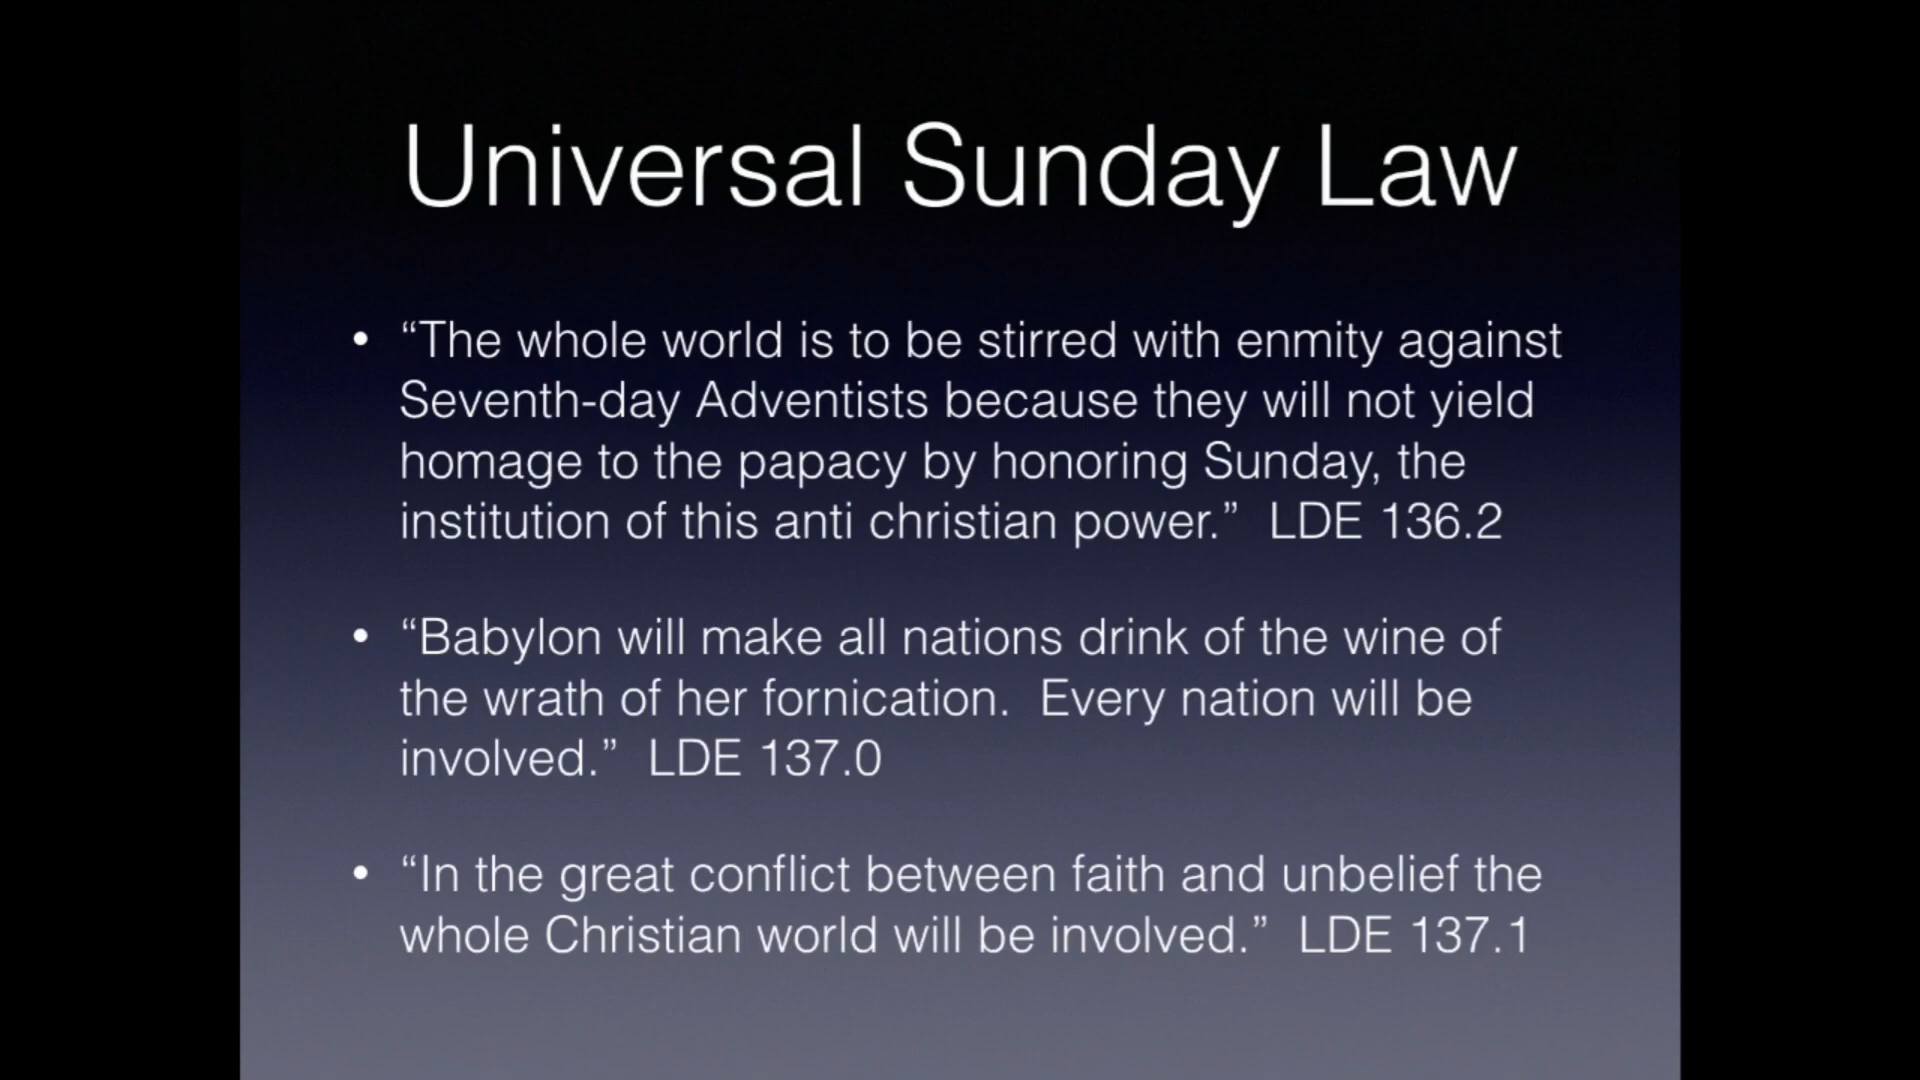 Universal Sunday Law
• “The whole world is to be stirred with enmity against
Seventh-day Adventists because they will not yield
homage to the papacy by honoring Sunday, the
institution of this anti christian power.”  LDE 136.2
• “Babylon will make all nations drink of the wine of
the wrath of her fornication.  Every nation will be
involved.”  LDE 137.0
• “In the great conflict between faith and unbelief the
whole Christian world will be involved.”  LDE 137.1